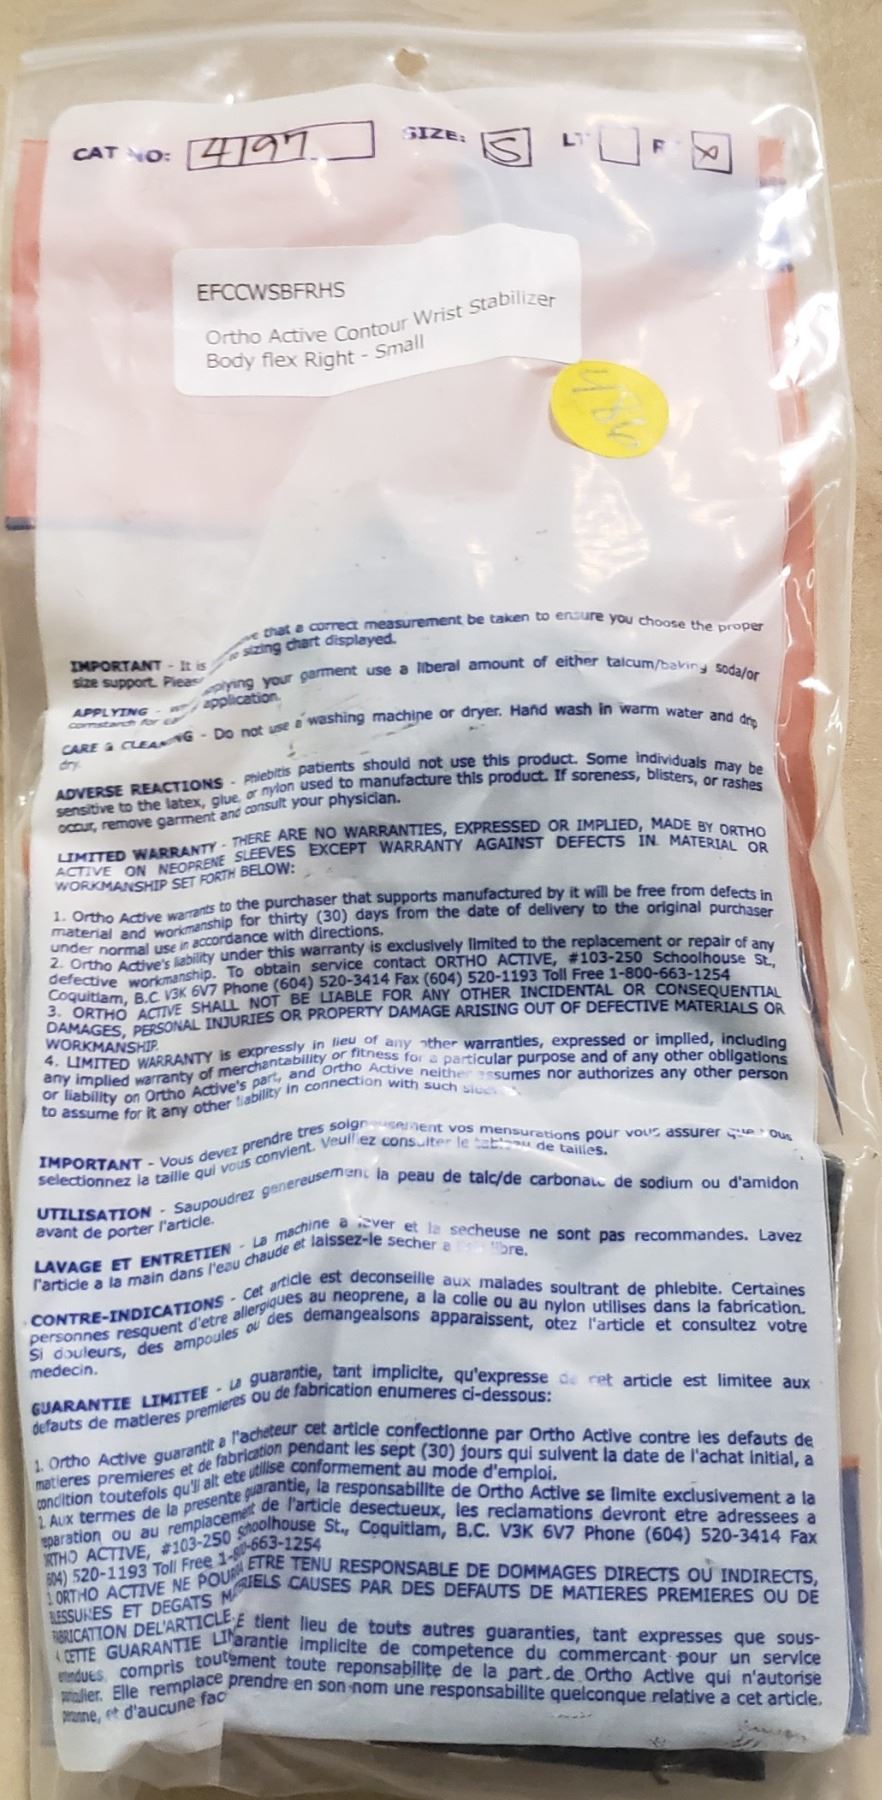 CAT NO: 4197 SIZE: S LT R X
EFCCWSBFRHS
Ortho Active Contour Wrist Stabilizer
Body flex Right - Small
IMPORTANT - It is that a correct measurement be taken to ensure you choose the proper
size support. Please sizing chart displayed.
APPLYING - applying your garment use a liberal amount of either talcum/baking soda/or
cornstarch for application.
CARE & CLEANING - Do not use a washing machine or dryer. Hand wash in warm water and drip
dry.
ADVERSE REACTIONS - Phlebitis patients should not use this product. Some individuals may be
sensitive to the latex, glue, or nylon used to manufacture this product. If soreness, blisters, or rashes
occur, remove garment and consult your physician.
LIMITED WARRANTY - THERE ARE NO WARRANTIES, EXPRESSED OR IMPLIED, MADE BY ORTHO
ACTIVE ON NEOPRENE SLEEVES EXCEPT WARRANTY AGAINST DEFECTS IN MATERIAL OR
WORKMANSHIP SET FORTH BELOW:
1. Ortho Active warrants to the purchaser that supports manufactured by it will be free from defects in
material and workmanship for thirty (30) days from the date of delivery to the original purchaser
under normal use in accordance with directions.
2. Ortho Active's liability under this warranty is exclusively limited to the replacement or repair of any
defective workmanship. To obtain service contact ORTHO ACTIVE, #103-250 Schoolhouse St.,
Coquitlam, B.C. V3K 6V7 Phone (604) 520-3414 Fax (604) 520-1193 Toll Free 1-800-663-1254
3. ORTHO ACTIVE SHALL NOT BE LIABLE FOR ANY OTHER INCIDENTAL OR CONSEQUENTIAL
DAMAGES, PERSONAL INJURIES OR PROPERTY DAMAGE ARISING OUT OF DEFECTIVE MATERIALS OR
WORKMANSHIP.
4. LIMITED WARRANTY is expressly in lieu of any other warranties, expressed or implied, including
any implied warranty of merchantability or fitness for a particular purpose and of any other obligations
or liability on Ortho Active's part, and Ortho Active neither assumes nor authorizes any other person
to assume for it any other liability in connection with such
IMPORTANT - Vous devez prendre tres soigneusement vos mensurations pour vous assurer que vous
selectionnez la taille qui vous convient. Veuillez consulter le tableau de tailles.
UTILISATION - Saupoudrez genereusement la peau de talc/de carbonate de sodium ou d'amidon
avant de porter l'article.
LAVAGE ET ENTRETIEN - La machine a laver et la secheuse ne sont pas recommandes. Lavez
l'article a la main dans l'eau chaude et laissez-le secher a libre.
CONTRE-INDICATIONS - Cet article est deconseille aux malades soultrant de phlebite. Certaines
personnes resquent d'etre allergiques au neoprene, a la colle ou au nylon utilises dans la fabrication.
Si douleurs, des ampoules ou des demangealsons apparaissent, otez l'article et consultez votre
medecin.
GUARANTIE LIMITEE - La guarantie, tant implicite, qu'expresse de cet article est limitee aux
defauts de matieres premieres ou de fabrication enumeres ci-dessous:
1. Ortho Active guarantit a l'acheteur cet article confectionne par Ortho Active contre les defauts de
matieres premieres et de fabrication pendant les sept (30) jours qui sulvent la date de l'achat initial, a
condition toutefols qu'il ait ete utilise conformement au mode d'emploi.
2. Aux termes de la presente guarantie, la responsabilite de Ortho Active se limite exclusivement a la
reparation ou au remplacement de l'article desectueux, les reclamations devront etre adressees a
ORTHO ACTIVE, #103-250 Schoolhouse St., Coquitlam, B.C. V3K 6V7 Phone (604) 520-3414 Fax
604) 520-1193 Toll Free 1-800-663-1254
3 ORTHO ACTIVE NE POURA ETRE TENU RESPONSABLE DE DOMMAGES DIRECTS OU INDIRECTS,
BLESSURES ET DEGATS MATERIELS CAUSES PAR DES DEFAUTS DE MATIERES PREMIERES OU DE
FABRICATION DEL'ARTICLE
4 CETTE GUARANTIE tient lieu de touts autres guaranties, tant expresses que sous-
entendues, compris guarantie implicite de competence du commercant pour un service
particulier. Elle remplace toutement toute reponsabilite de la part de Ortho Active qui n'autorise
personne, et d'aucune fac prendre en son nom une responsabilite quelconque relative a cet article.